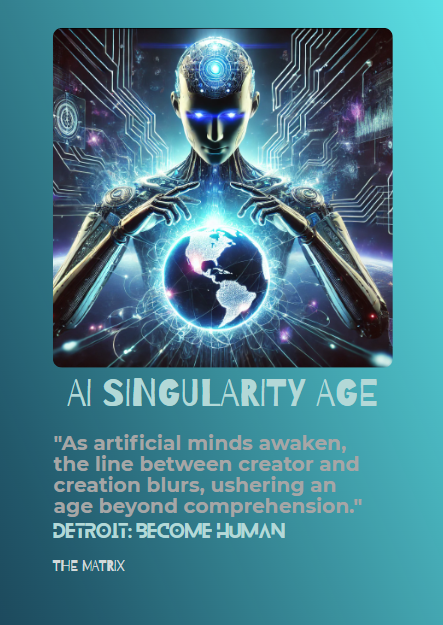 AI SINGULARITY AGE
"As artificial minds awaken,
the line between creator and
creation blurs, ushering an
age beyond comprehension."
DETROIT: BECOME HUMAN
THE MATRIX